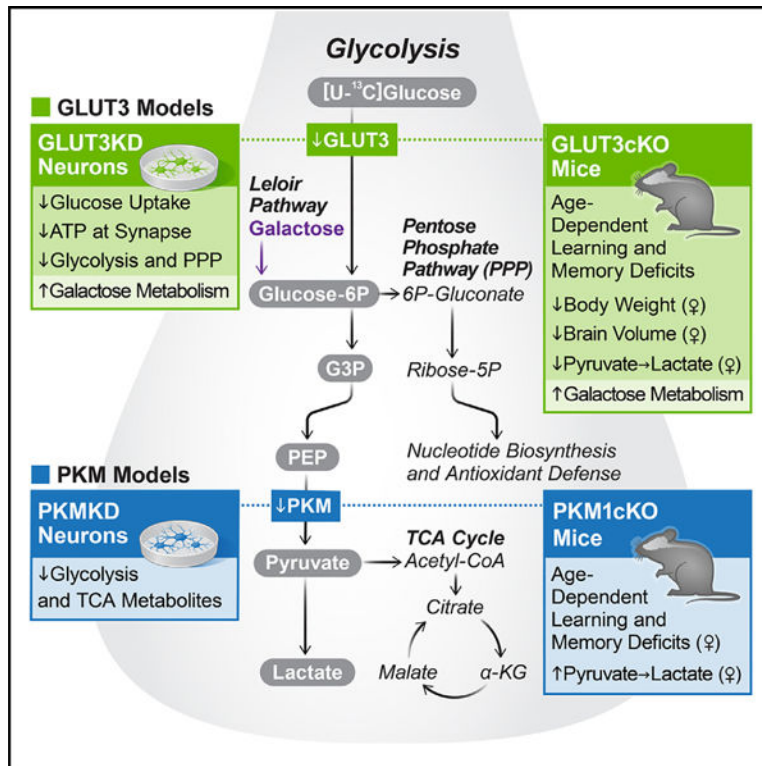 Glycolysis
[U-¹³C]Glucose
GLUT3 Models
GLUT3KD
Neurons
↓Glucose Uptake
↓ATP at Synapse
↓Glycolysis and PPP
↑Galactose Metabolism
↓GLUT3
GLUT3cKO
Mice
Age-
Dependent
Learning and
Memory Deficits
↓Body Weight (♀)
↓Brain Volume (♀)
↓Pyruvate→Lactate (♀)
↑Galactose Metabolism
Leloir
Pathway
Galactose
Pentose
Phosphate
Pathway (PPP)
Glucose-6P
6P-Gluconate
G3P
Ribose-5P
PEP
Nucleotide Biosynthesis
and Antioxidant Defense
PKM Models
PKMKD
Neurons
↓Glycolysis
and TCA Metabolites
↓PKM
PKM1cKO
Mice
Age-
Dependent
Learning and
Memory Deficits (♀)
↑Pyruvate→Lactate (♀)
Pyruvate
TCA Cycle
Acetyl-CoA
Citrate
Lactate
Malate
α-KG